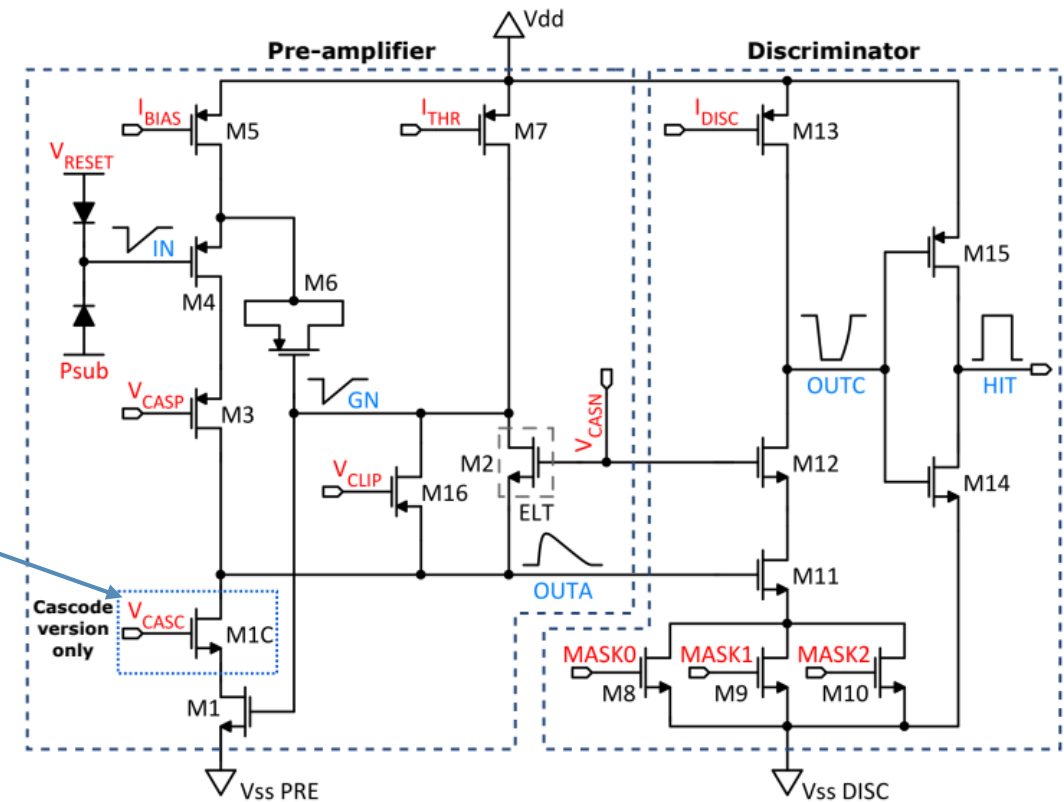 Vdd
Pre-amplifier
Discriminator
I_BIAS
M5
I_THR
M7
I_DISC
M13
V_RESET
IN
M4
M6
M15
Psub
V_CASP
M3
GN
V_CASN
OUTC
HIT
V_CLIP
M16
M2
ELT
M12
M14
OUTA
M11
Cascode
version
only
V_CASC
M1C
MASK0
MASK1
MASK2
M8
M9
M10
M1
Vss PRE
Vss DISC